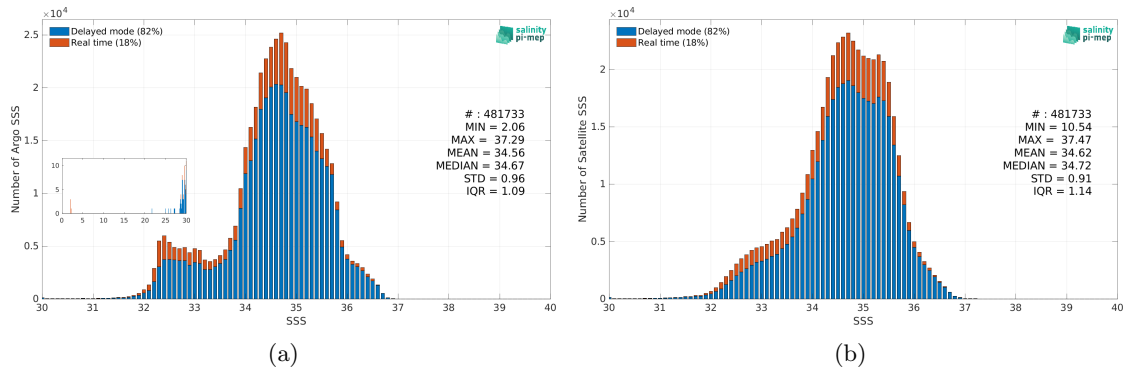 ×10⁴
Delayed mode (82%)
Real time (18%)
salinity
pi-mep
# : 481733
MIN = 2.06
MAX = 37.29
MEAN = 34.56
MEDIAN = 34.67
STD = 0.96
IQR = 1.09
Number of Argo SSS
2.5
2
1.5
1
0.5
0
10
5
0
0 5 10 15 20 25 30
30 31 32 33 34 35 36 37 38 39 40
SSS
(a)
×10⁴
Delayed mode (82%)
Real time (18%)
salinity
pi-mep
# : 481733
MIN = 10.54
MAX = 37.47
MEAN = 34.62
MEDIAN = 34.72
STD = 0.91
IQR = 1.14
Number of Satellite SSS
2
1.5
1
0.5
0
30 31 32 33 34 35 36 37 38 39 40
SSS
(b)